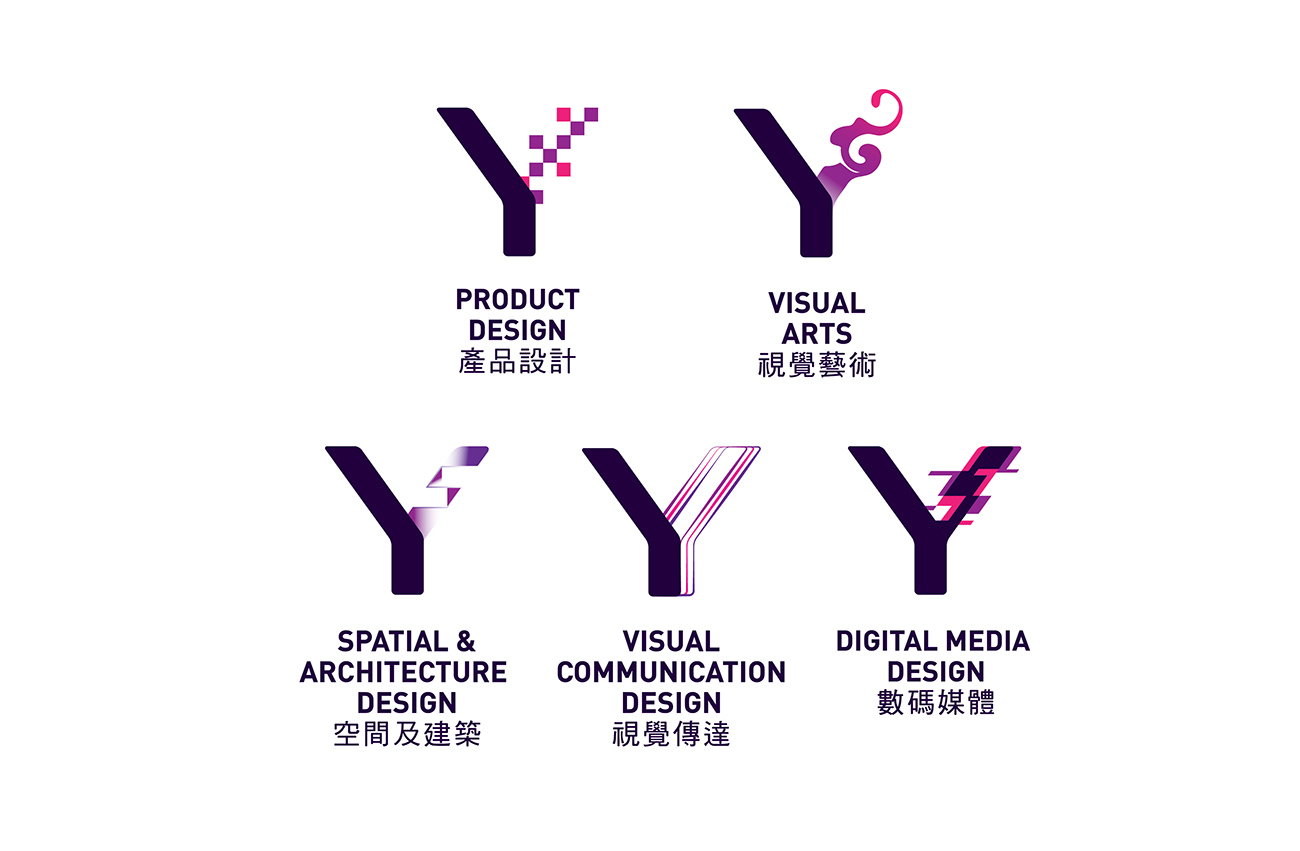 Y
PRODUCT
DESIGN
產品設計
Y
VISUAL
ARTS
視覺藝術
Y
SPATIAL &
ARCHITECTURE
DESIGN
空間及建築
Y
VISUAL
COMMUNICATION
DESIGN
視覺傳達
Y
DIGITAL MEDIA
DESIGN
數碼媒體